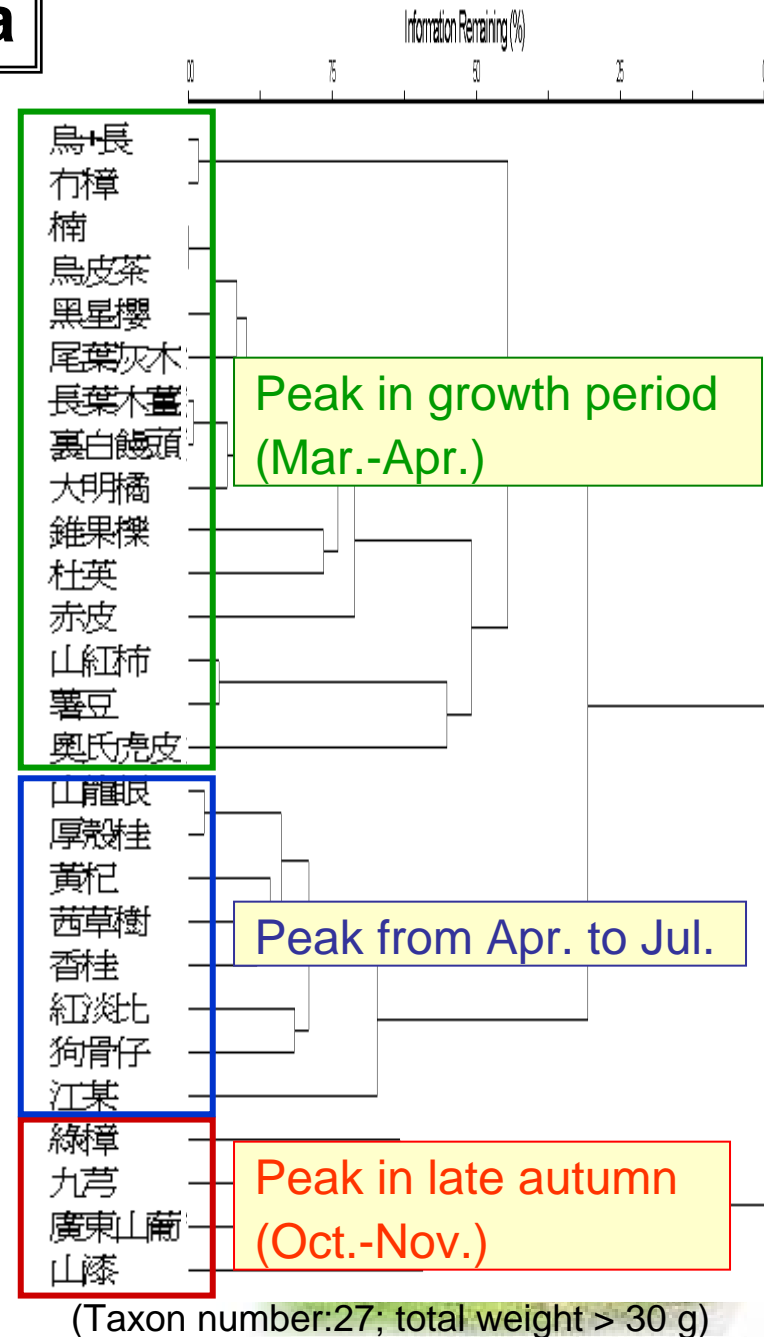 a
Information Remaining (%)
00 75 50 25 0
烏 長
冇樟
楠
烏皮茶
黑星櫻
尾葉灰木
長葉木薑
裏白饅頭
大明橘
錐果櫟
杜英
赤皮
山紅柿
薯豆
奧氏虎皮
山龍眼
厚殼桂
黃杞
茜草樹
香桂
紅淡比
狗骨仔
江某
綠樟
九芎
廣東山葡
山漆
Peak in growth period
(Mar.-Apr.)
Peak from Apr. to Jul.
Peak in late autumn
(Oct.-Nov.)
(Taxon number:27; total weight > 30 g)